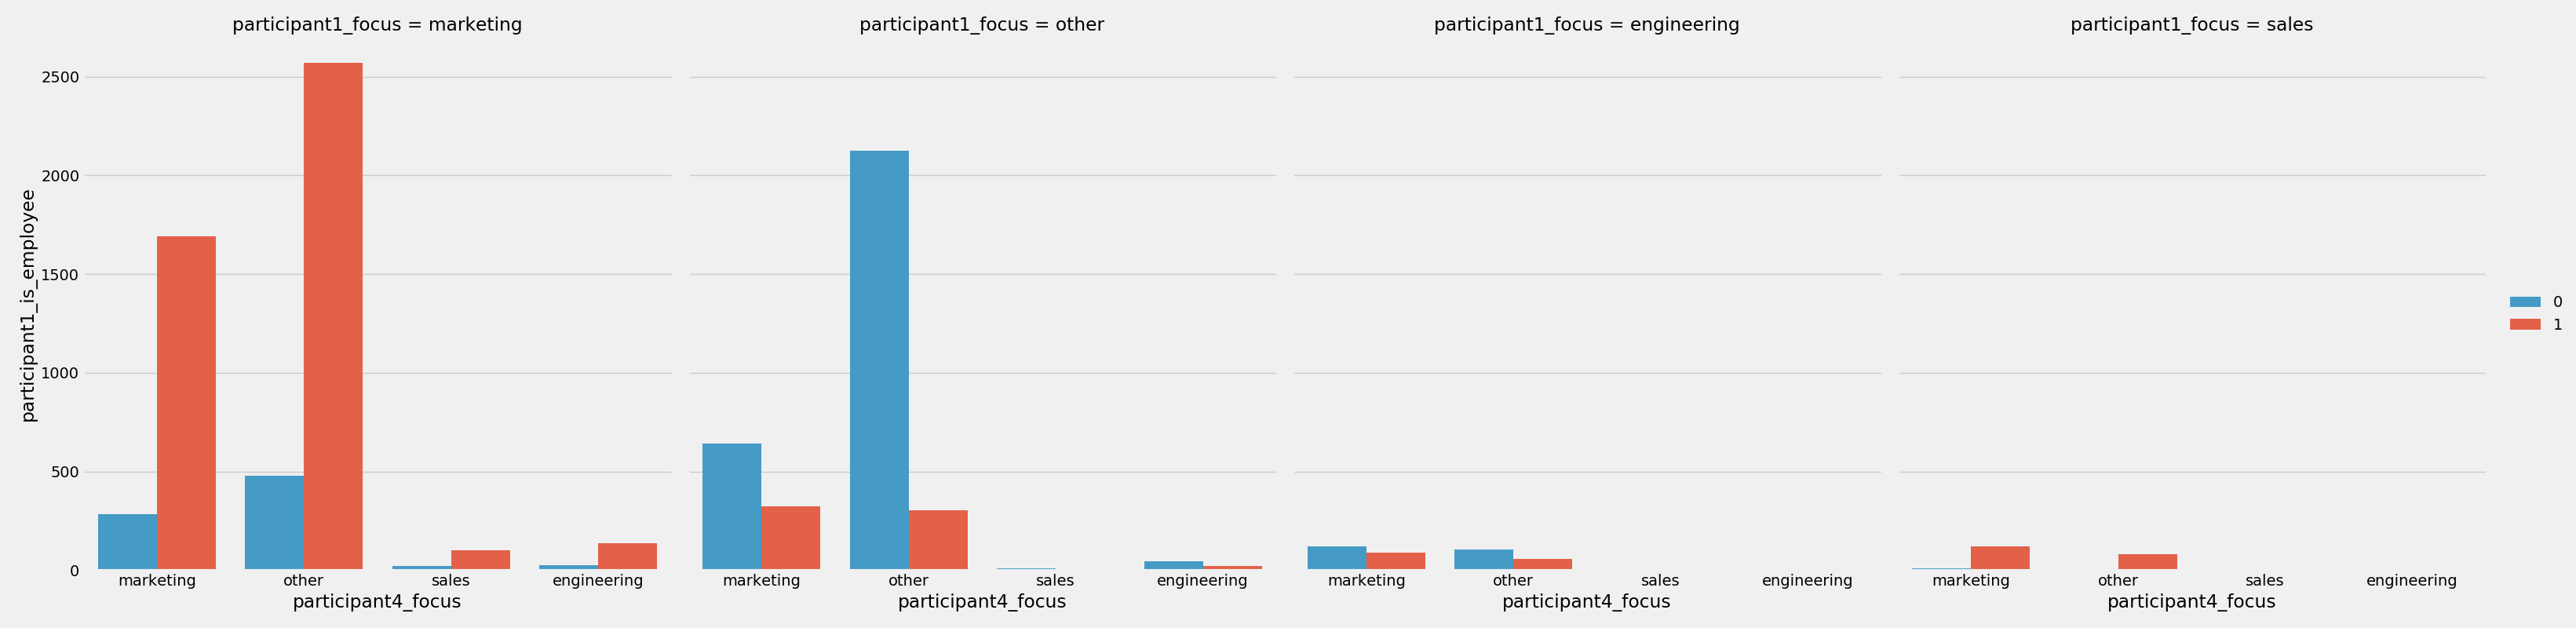 participant1_focus = marketing
participant1_focus = other
participant1_focus = engineering
participant1_focus = sales
participant1_is_employee
2500
2000
1500
1000
500
0
marketing other sales engineering
marketing other sales engineering
marketing other sales engineering
marketing other sales engineering
participant4_focus
participant4_focus
participant4_focus
participant4_focus
0
1